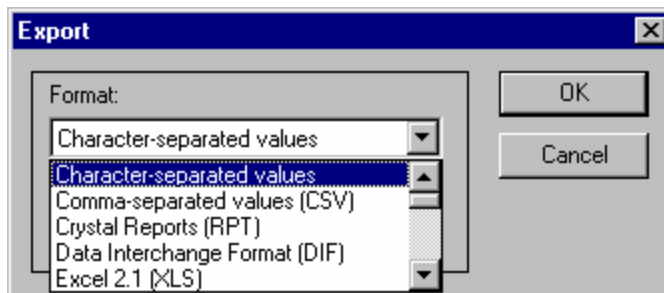 Export
Format:
OK
Character-separated values
Cancel
Character-separated values
Comma-separated values (CSV)
Crystal Reports (RPT)
Data Interchange Format (DIF)
Excel 2.1 (XLS)